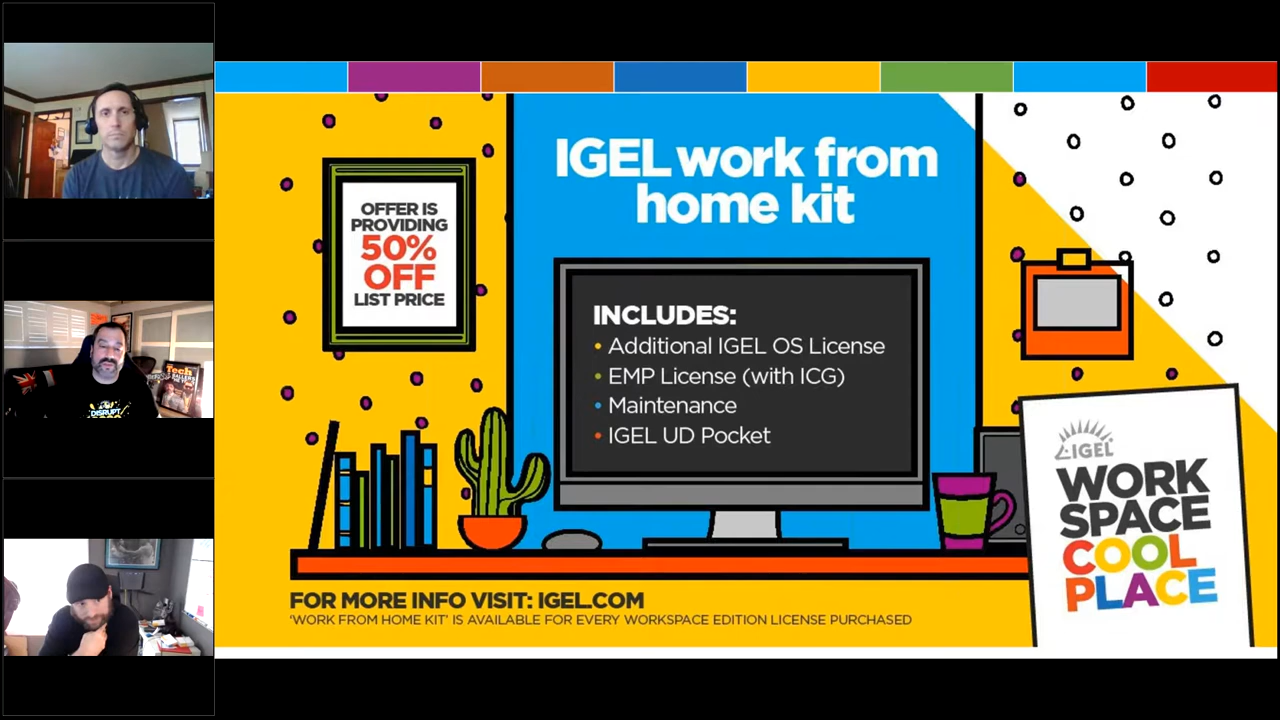 IGEL work from
home kit
OFFER IS
PROVIDING
50%
OFF
LIST PRICE
INCLUDES:
• Additional IGEL OS License
• EMP License (with ICG)
• Maintenance
• IGEL UD Pocket
IGEL
WORK
SPACE
COOL
PLACE
FOR MORE INFO VISIT: IGEL.COM
'WORK FROM HOME KIT' IS AVAILABLE FOR EVERY WORKSPACE EDITION LICENSE PURCHASED
DISRUPT
Tech